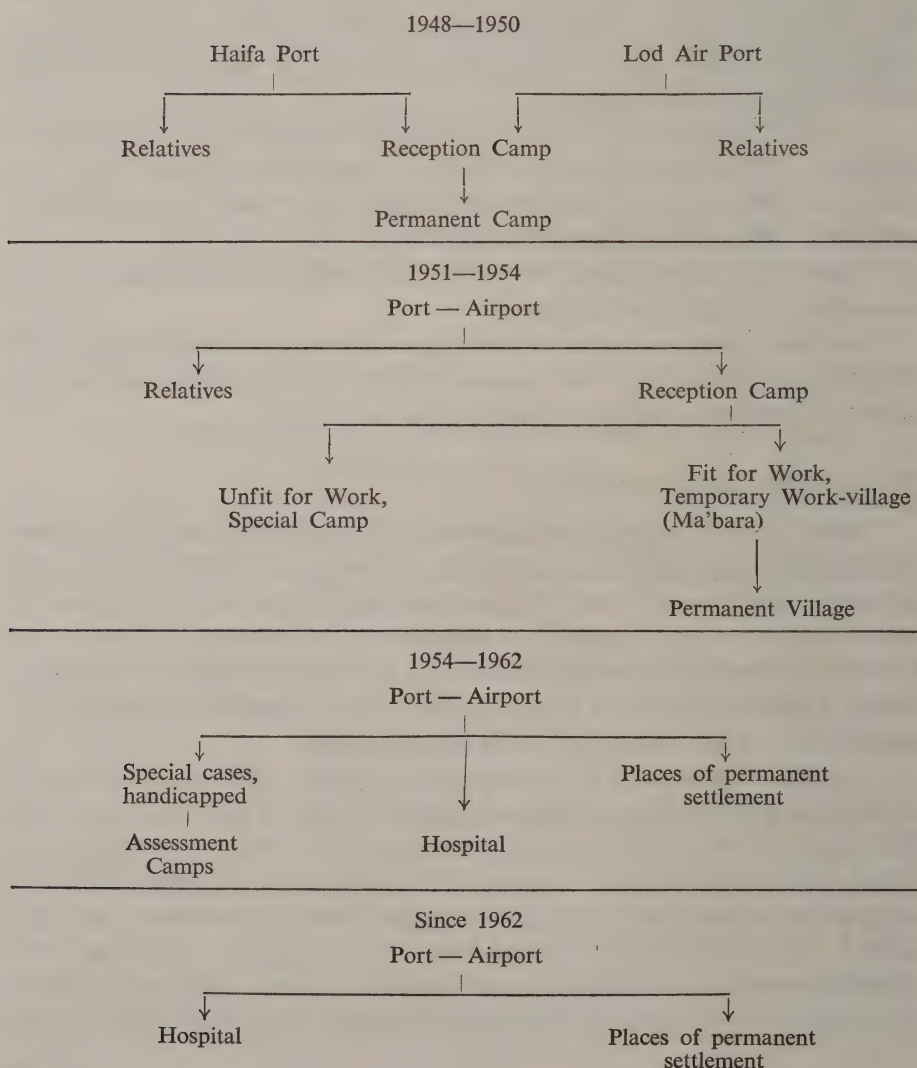 1948—1950
Haifa Port Lod Air Port
Relatives Reception Camp Relatives
Permanent Camp
1951—1954
Port — Airport
Relatives Reception Camp
Unfit for Work,
Special Camp
Fit for Work,
Temporary Work-village
(Ma'bara)
Permanent Village
1954—1962
Port — Airport
Special cases,
handicapped
Assessment
Camps
Hospital
Places of permanent
settlement
Since 1962
Port — Airport
Hospital
Places of permanent
settlement